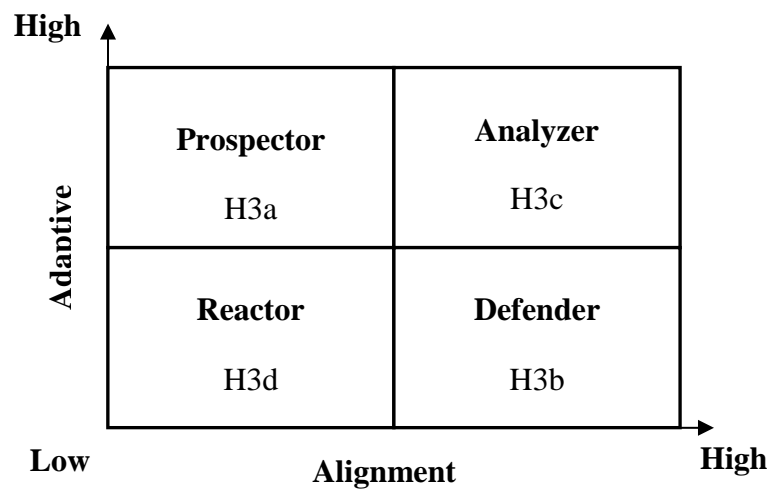 High
Prospector
Analyzer
H3a
H3c
Adaptive
Reactor
Defender
H3d
H3b
Low
Alignment
High